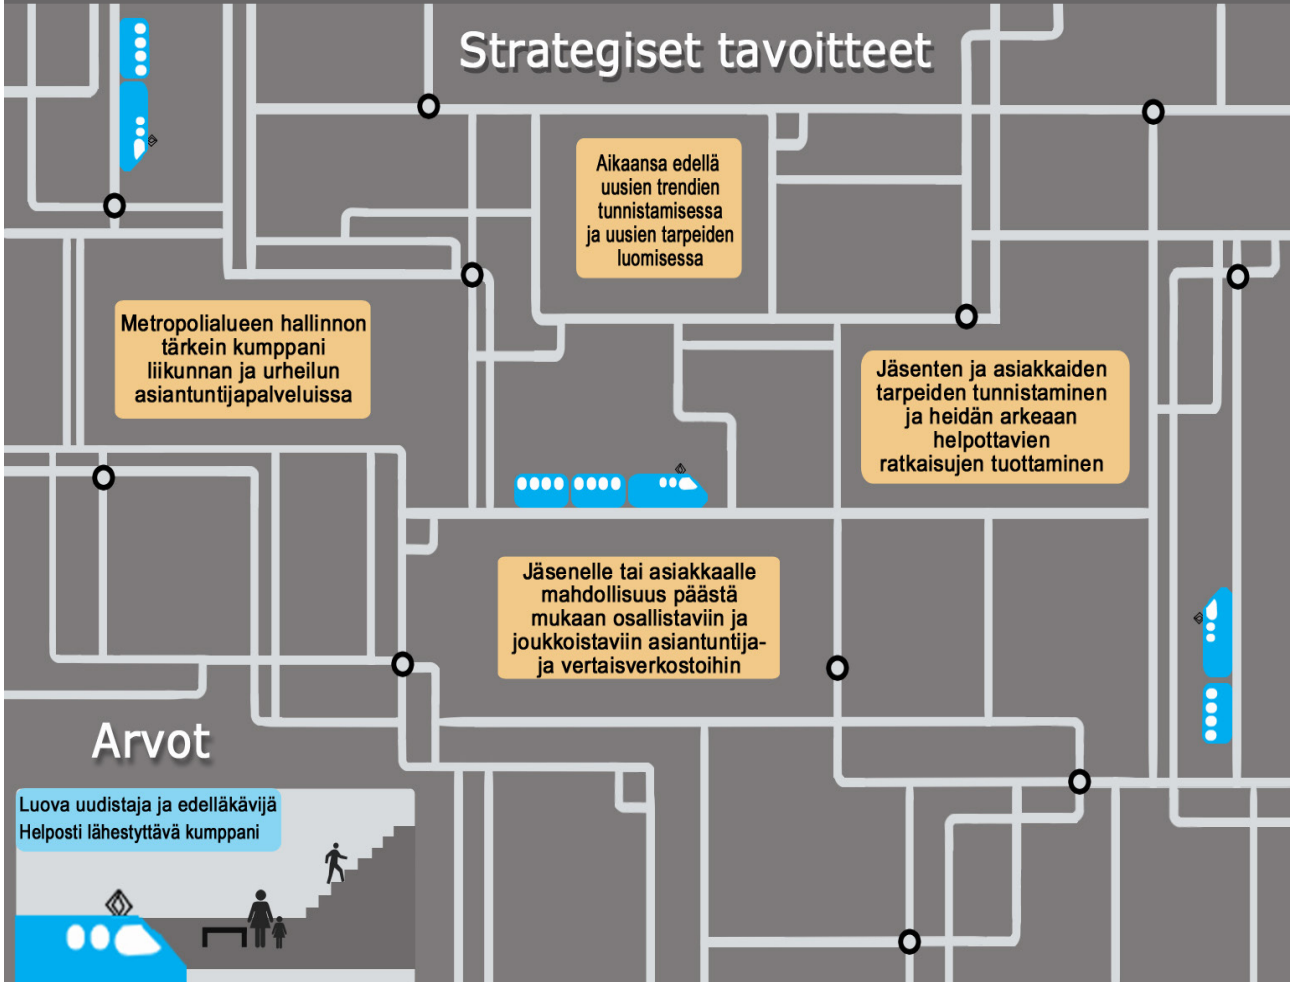 Strategiset tavoitteet
Aikaansa edellä
uusien trendien
tunnistamisessa
ja uusien tarpeiden
luomisessa
Metropolialueen hallinnon
tärkein kumppani
liikunnan ja urheilun
asiantuntijapalveluissa
Jäsenten ja asiakkaiden
tarpeiden tunnistaminen
ja heidän arkeaan
helpottavien
ratkaisujen tuottaminen
Jäsenelle tai asiakkaalle
mahdollisuus päästä
mukaan osallistaviin ja
joukkoistaviin asiantuntija-
ja vertaisverkostoihin
Arvot
Luova uudistaja ja edelläkävijä
Helposti lähestyttävä kumppani